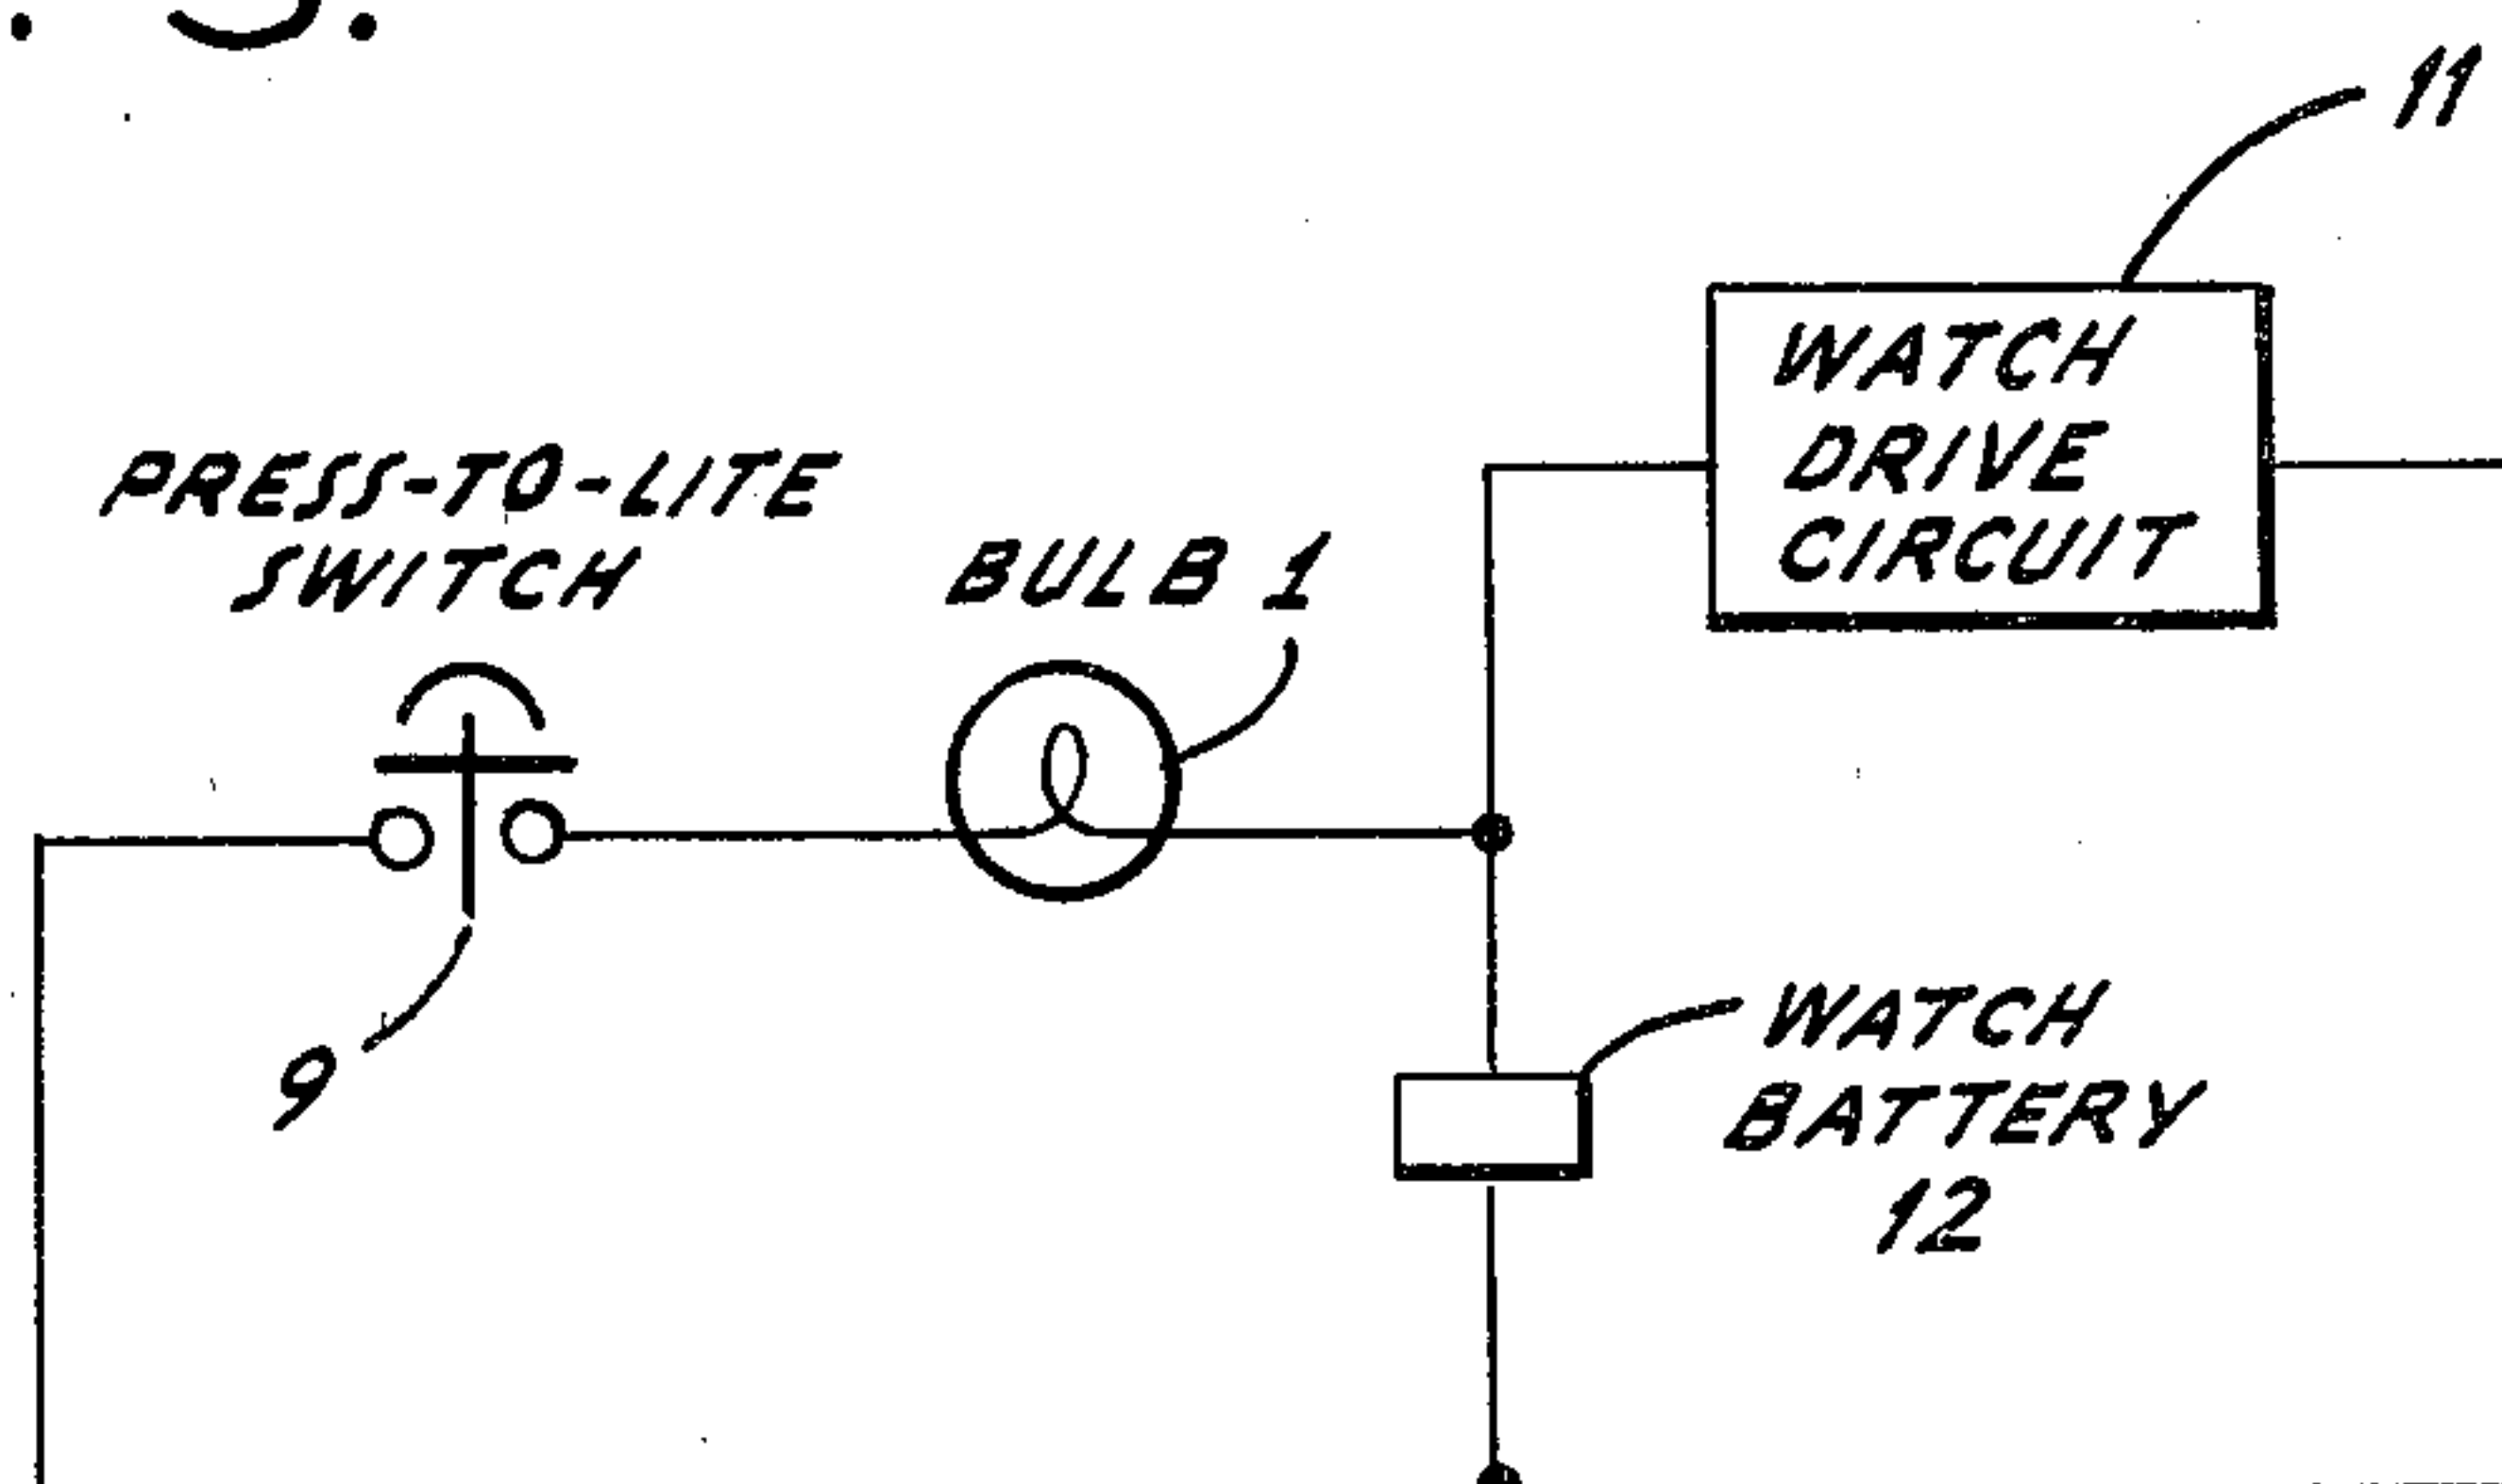 11
WATCH
DRIVE
CIRCUIT
PRESS-TO-LITE
SWITCH
BULB 1
9
WATCH
BATTERY
12